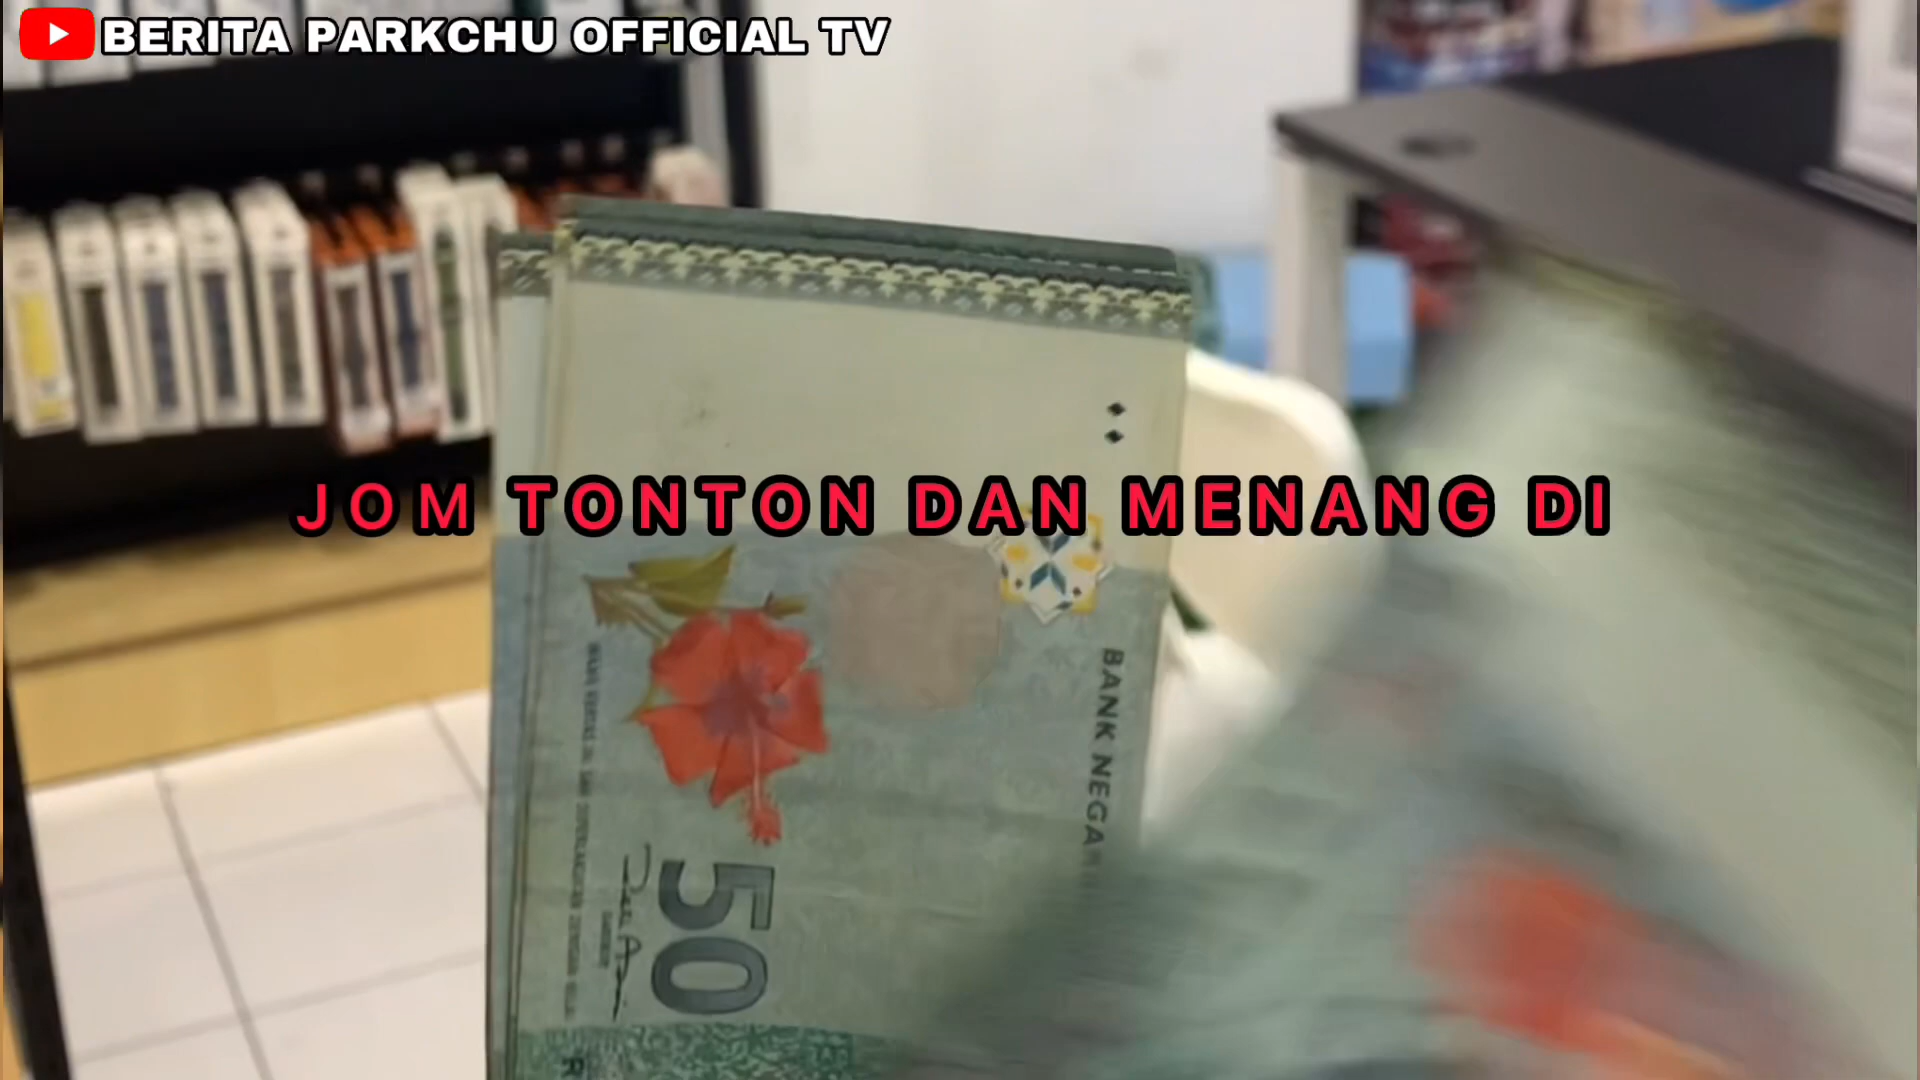 BERITA PARKCHU OFFICIAL TV
JOM TONTON DAN MENANG DI
BANK NEGA
50